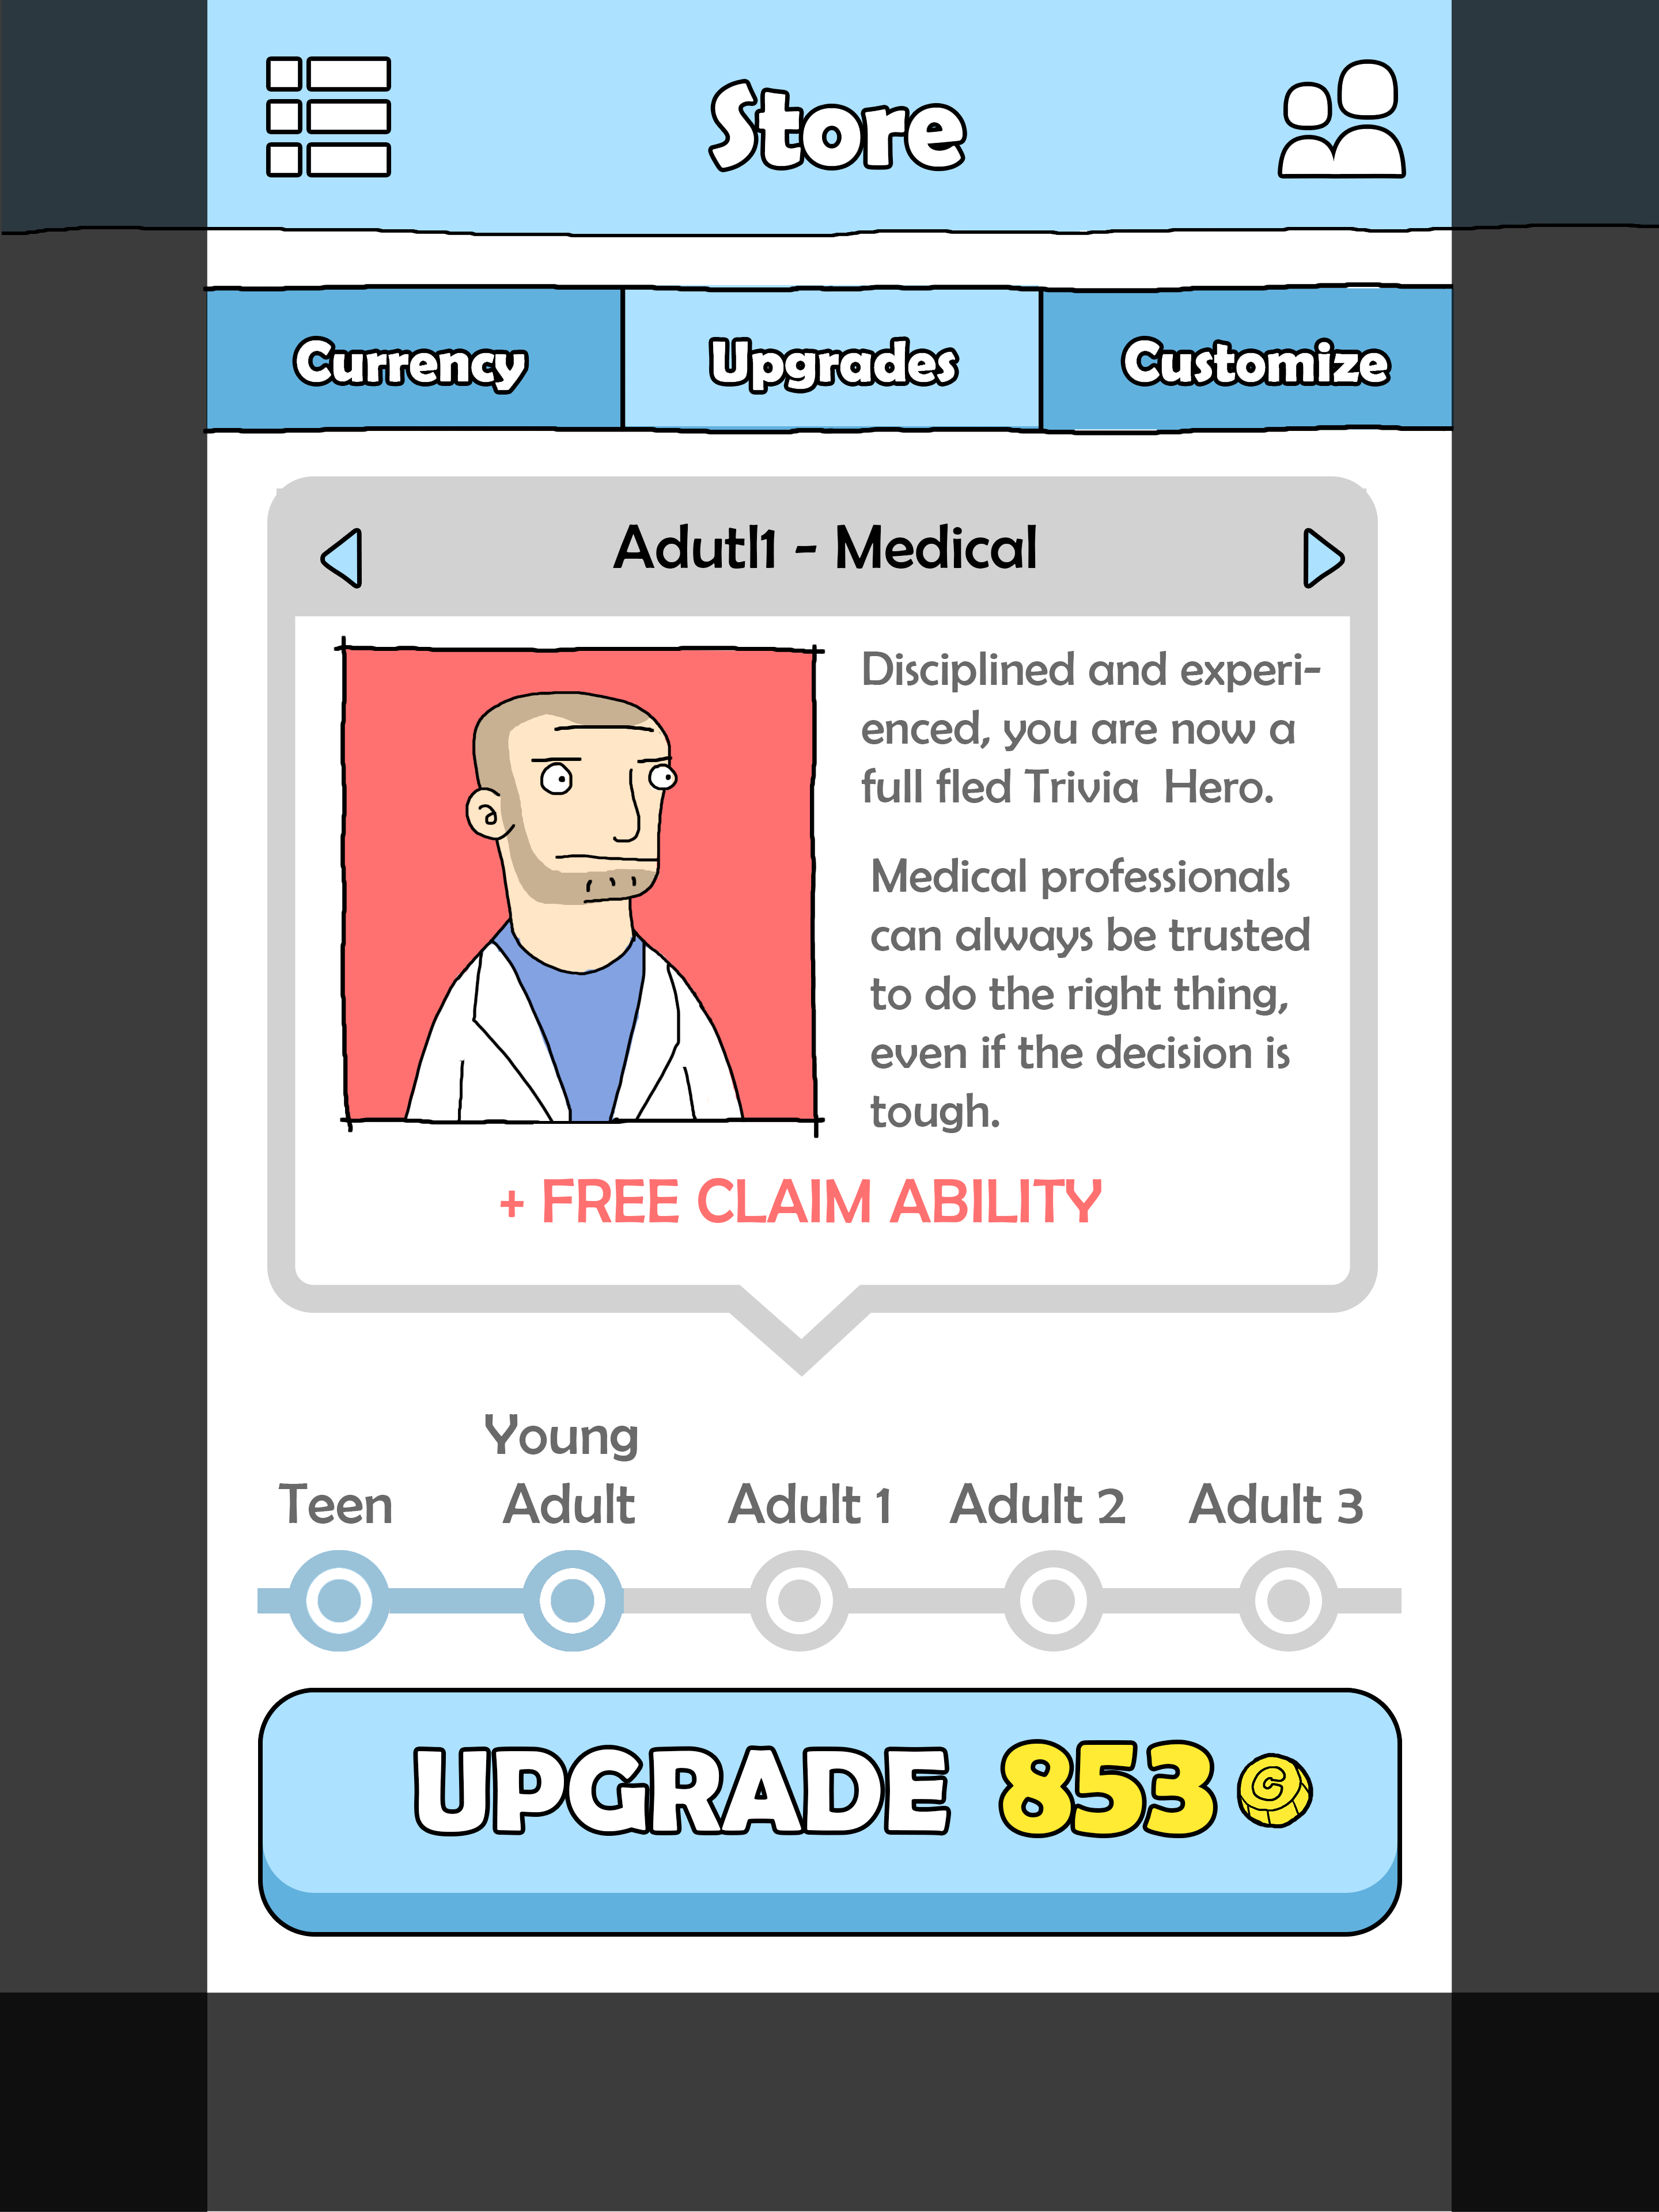 Store
Currency
Upgrades
Customize
Adutl1 - Medical
Disciplined and experi-
enced, you are now a
full fled Trivia  Hero.
Medical professionals
can always be trusted
to do the right thing,
even if the decision is
tough.
+ FREE CLAIM ABILITY
Teen
Young
Adult
Adult 1
Adult 2
Adult 3
UPGRADE 853 C